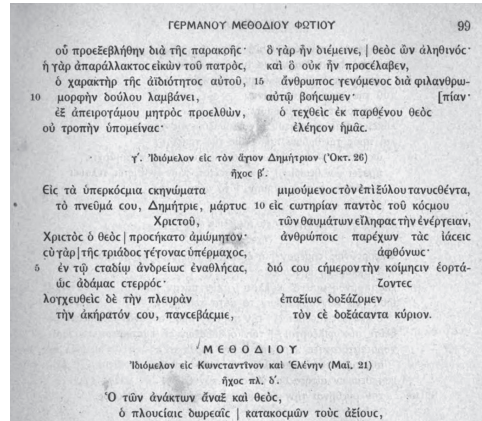 ΓΕΡΜΑΝΟΥ ΜΕΘΟΔΙΟΥ ΦΩΤΙΟΥ 99
οὗ προεξεβλήθην διὰ τῆς παρακοῆς·
ἡ γὰρ ἀπαράλλακτος εἰκὼν τοῦ πατρός,
ὁ χαρακτὴρ τῆς ἀϊδιότητος αὐτοῦ,
10 μορφὴν δούλου λαμβάνει,
ἐξ ἀπειρογάμου μητρὸς προελθών,
οὐ τροπὴν ὑπομείνας·
ὃ γὰρ ἦν διέμεινε, | θεὸς ὢν ἀληθινός·
καὶ ὃ οὐκ ἦν προσέλαβεν,
15 ἄνθρωπος γενόμενος διὰ φιλανθρω-
αὐτῷ βοήσωμεν· [πίαν·
ὁ τεχθεὶς ἐκ παρθένου θεὸς
ἐλέησον ἡμᾶς.
γʹ. Ἰδιόμελον εἰς τὸν ἅγιον Δημήτριον (Ὀκτ. 26)
ἦχος βʹ.
Εἰς τὰ ὑπερκόσμια σκηνώματα
τὸ πνεῦμά σου, Δημήτριε, μάρτυς
Χριστοῦ,
Χριστὸς ὁ θεὸς | προσήκατο ἀμώμητον·
σὺ γὰρ | τῆς τριάδος γέγονας ὑπέρμαχος,
5 ἐν τῷ σταδίῳ ἀνδρείως ἐναθλήσας,
ὡς ἀδάμας στερρός·
λογχευθεὶς δὲ τὴν πλευρὰν
τὴν ἀκήρατόν σου, πανσεβάσμιε,
μιμούμενος τὸν ἐπὶ ξύλου τανυσθέντα,
10 εἰς σωτηρίαν παντὸς τοῦ κόσμου
τῶν θαυμάτων εἴληφας τὴν ἐνέργειαν,
ἀνθρώποις παρέχων τὰς ἰάσεις
ἀφθόνως·
διό σου σήμερον τὴν κοίμησιν ἑορτά-
ζοντες
ἐπαξίως δοξάζομεν
τὸν σὲ δοξάσαντα κύριον.
ΜΕΘΟΔΙΟΥ
Ἰδιόμελον εἰς Κωνσταντῖνον καὶ Ἑλένην (Μαΐ. 21)
ἦχος πλ. δʹ.
Ὁ τῶν ἀνάκτων ἄναξ καὶ θεός,
ὁ πλουσίαις δωρεαῖς | κατακοσμῶν τοὺς ἀξίους,